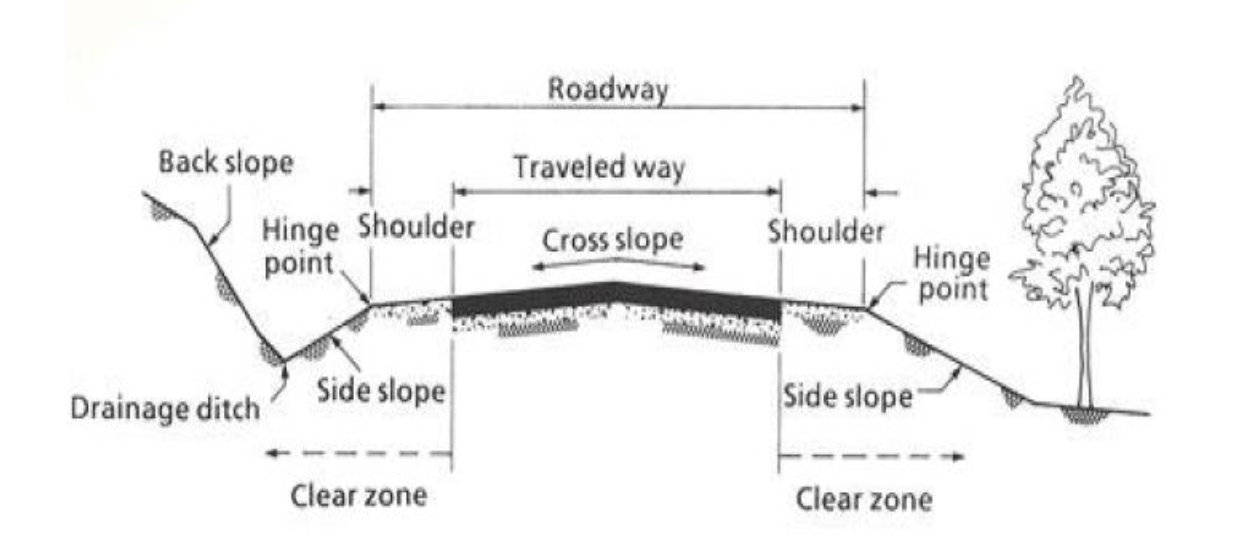 Roadway
Traveled way
Back slope
Hinge
point
Shoulder
Cross slope
Shoulder
Hinge
point
Side slope
Drainage ditch
Side slope
Clear zone
Clear zone